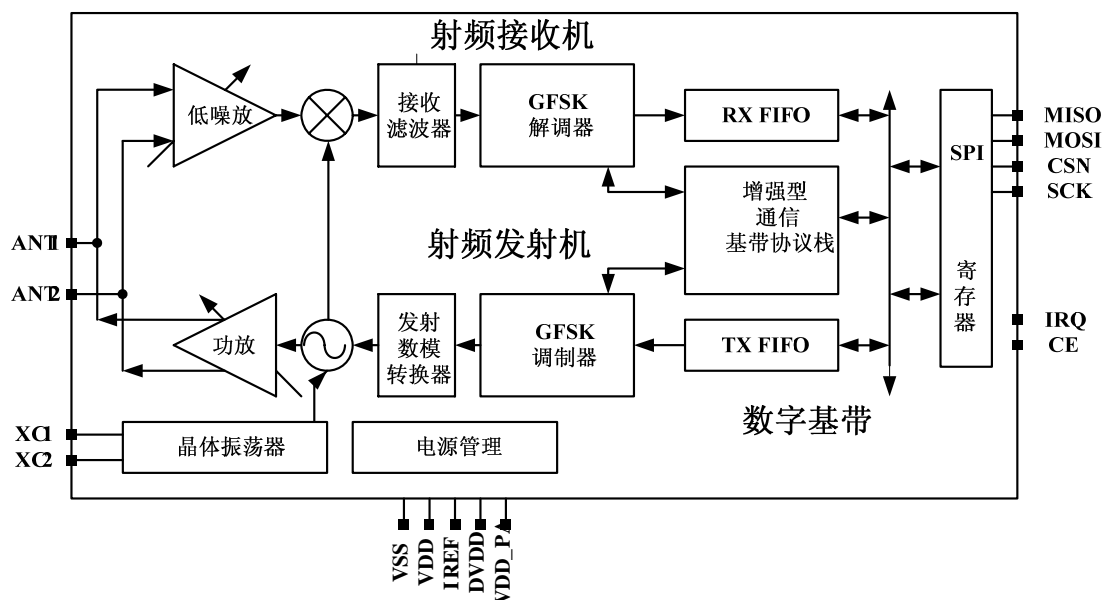 射频接收机
低噪放
接收
滤波器
GFSK
解调器
RX FIFO
MISO
MOSI
CSN
SCK
SPI
寄存器
增强型
通信
基带协议栈
ANT1
ANT2
射频发射机
功放
发射
数模
转换器
GFSK
调制器
TX FIFO
IRQ
CE
数字基带
XC1
XC2
晶体振荡器
电源管理
VSS
VDD
IREF
DVDD
VDD_PA